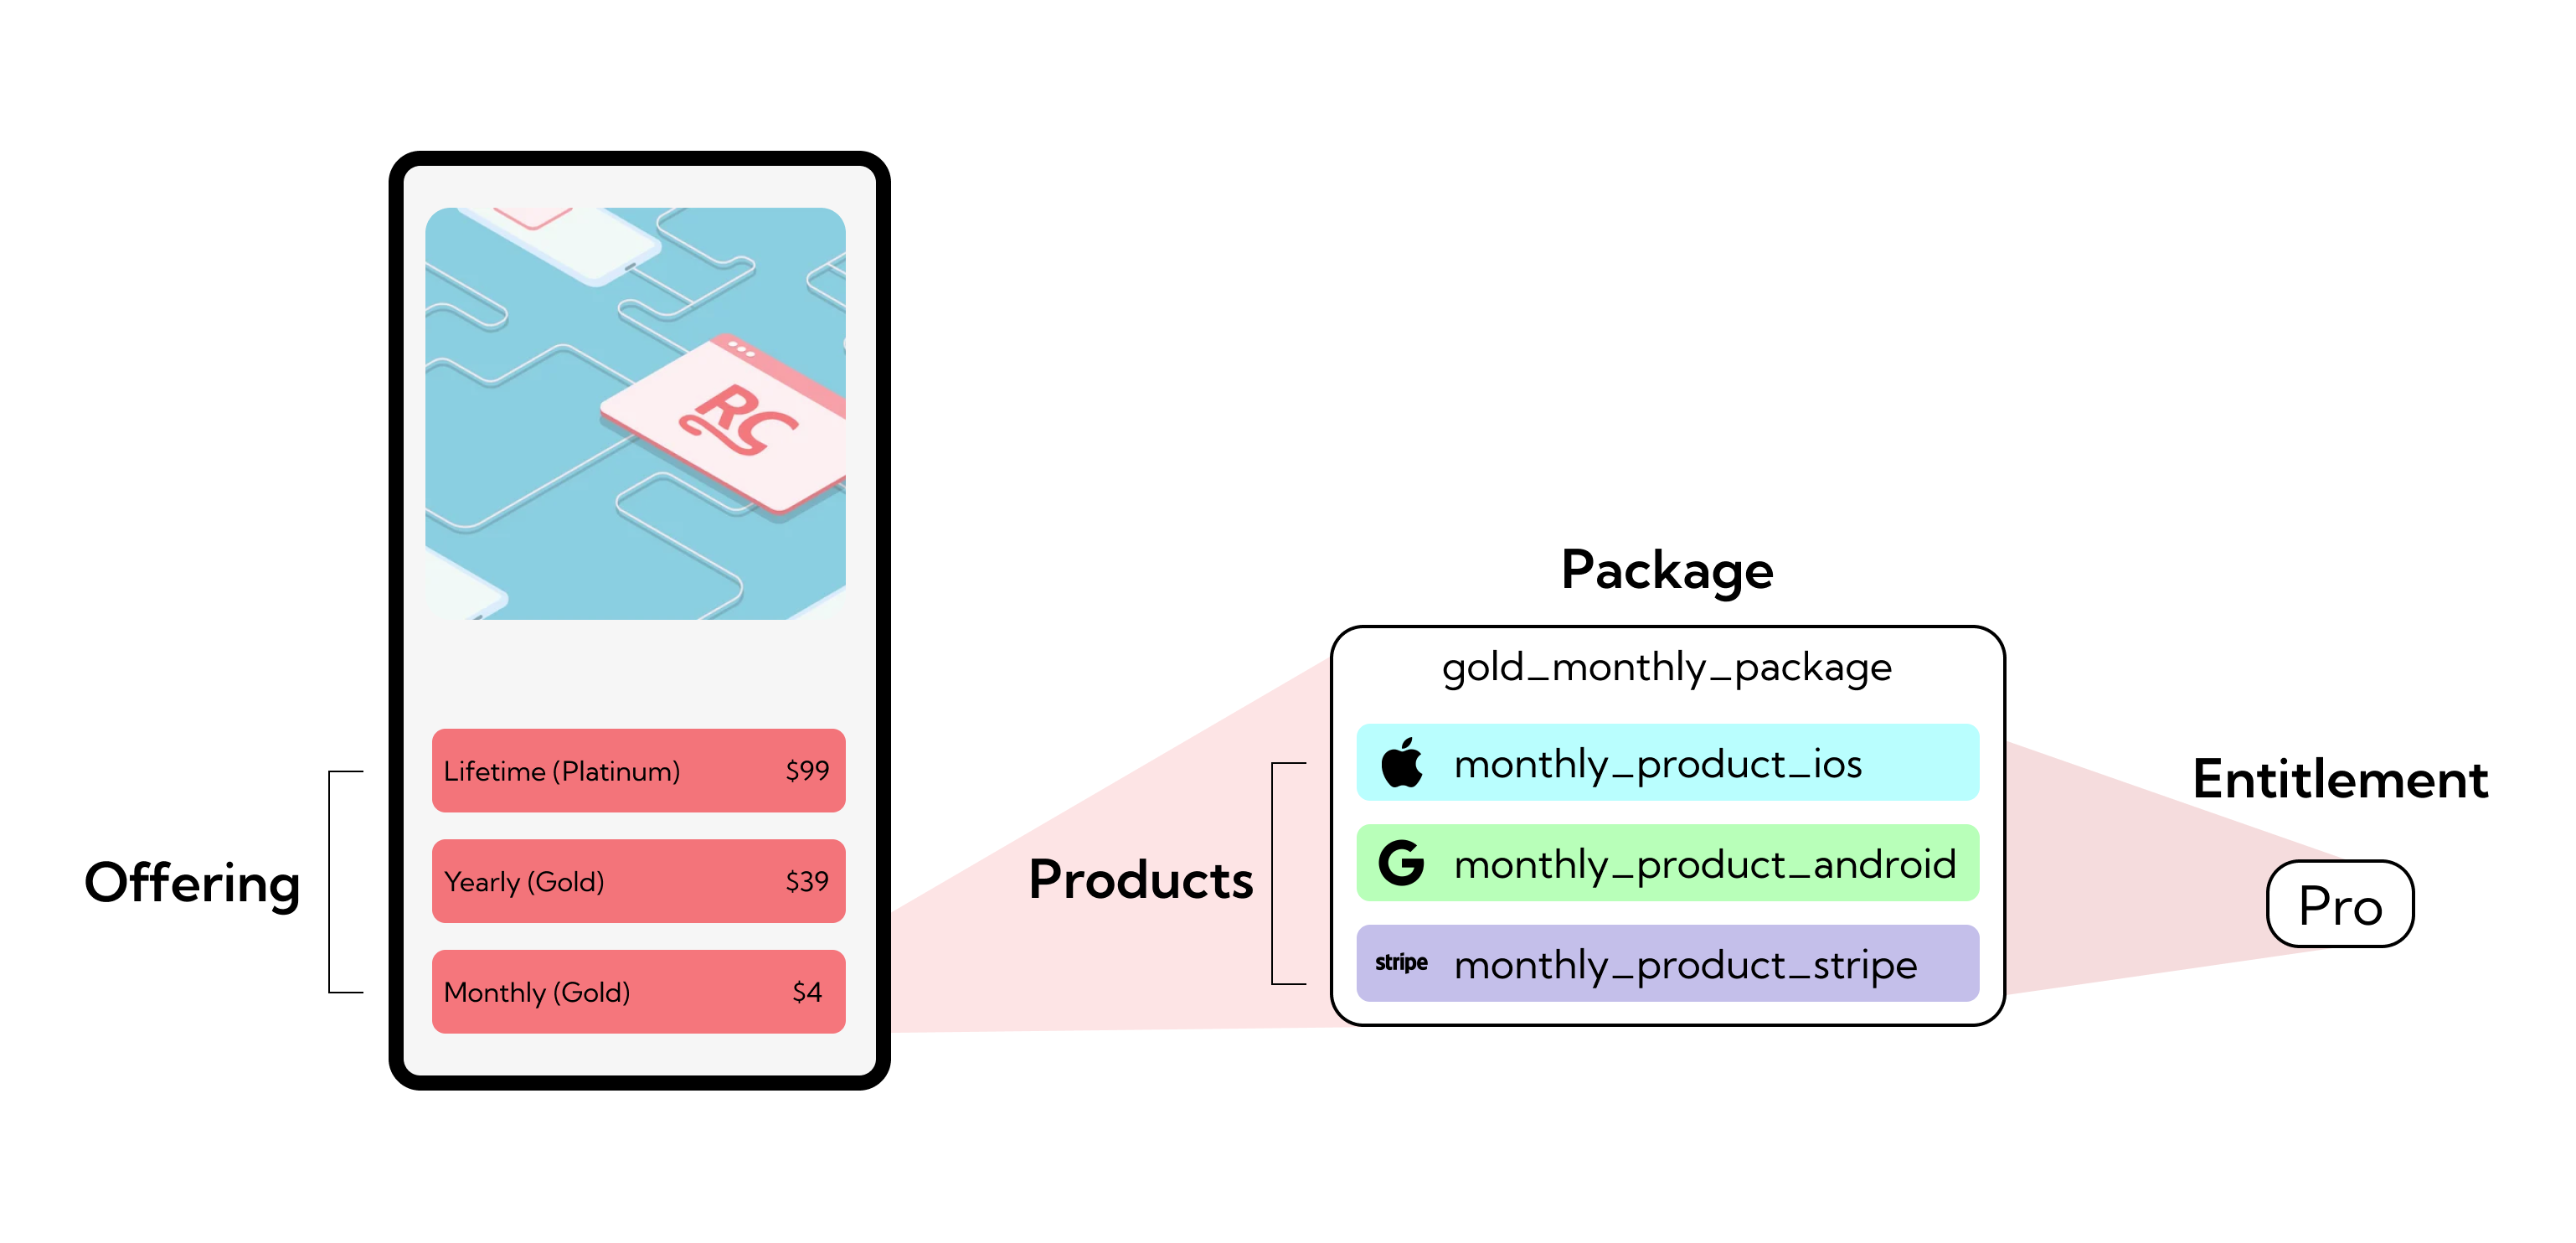 RC
Lifetime (Platinum) $99
Yearly (Gold) $39
Monthly (Gold) $4
Offering
Package
gold_monthly_package
Products
monthly_product_ios
G monthly_product_android
stripe monthly_product_stripe
Entitlement
Pro